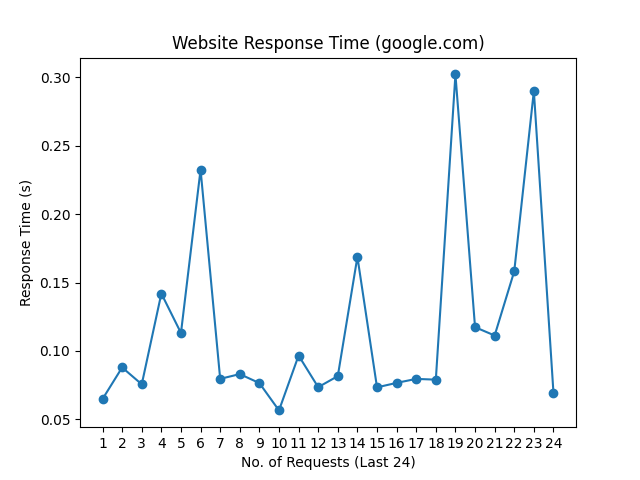 Website Response Time (google.com)
0.30
0.25
0.20
0.15
0.10
0.05
Response Time (s)
1 2 3 4 5 6 7 8 9 10 11 12 13 14 15 16 17 18 19 20 21 22 23 24
No. of Requests (Last 24)